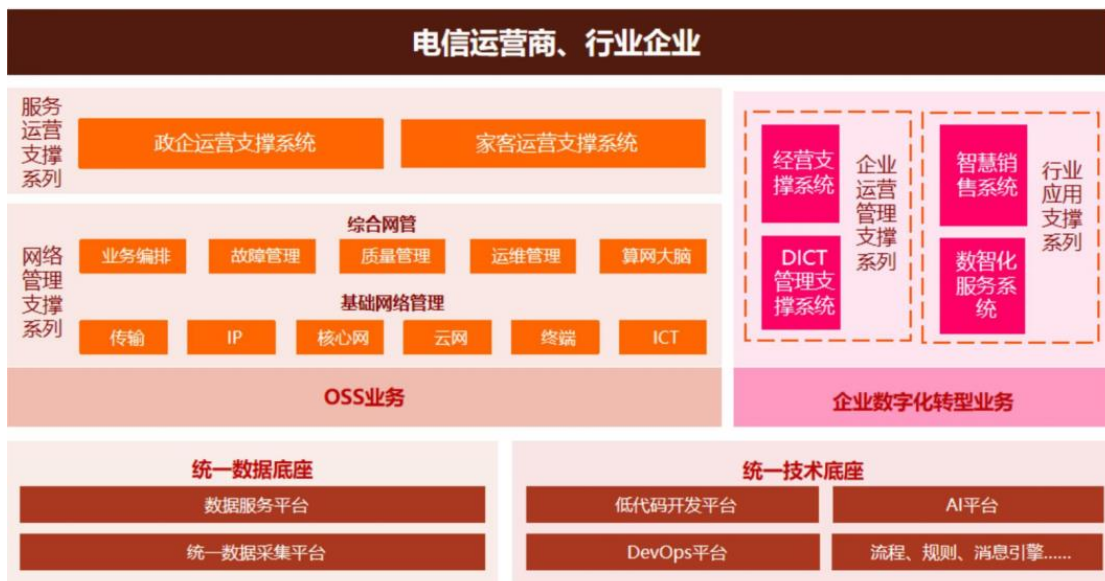 电信运营商、行业企业
服务
运营
支撑
系列
政企运营支撑系统
家客运营支撑系统
网络
管理
支撑
系列
综合网管
业务编排
故障管理
质量管理
运维管理
算网大脑
基础网络管理
传输
IP
核心网
云网
终端
ICT
OSS业务
经营支
撑系统
DICT
管理支
撑系统
企业
运营
管理
支撑
系列
智慧销
售系统
数智化
服务系
统
行业
应用
支撑
系列
企业数字化转型业务
统一数据底座
数据服务平台
统一数据采集平台
统一技术底座
低代码开发平台
AI平台
DevOps平台
流程、规则、消息引擎......